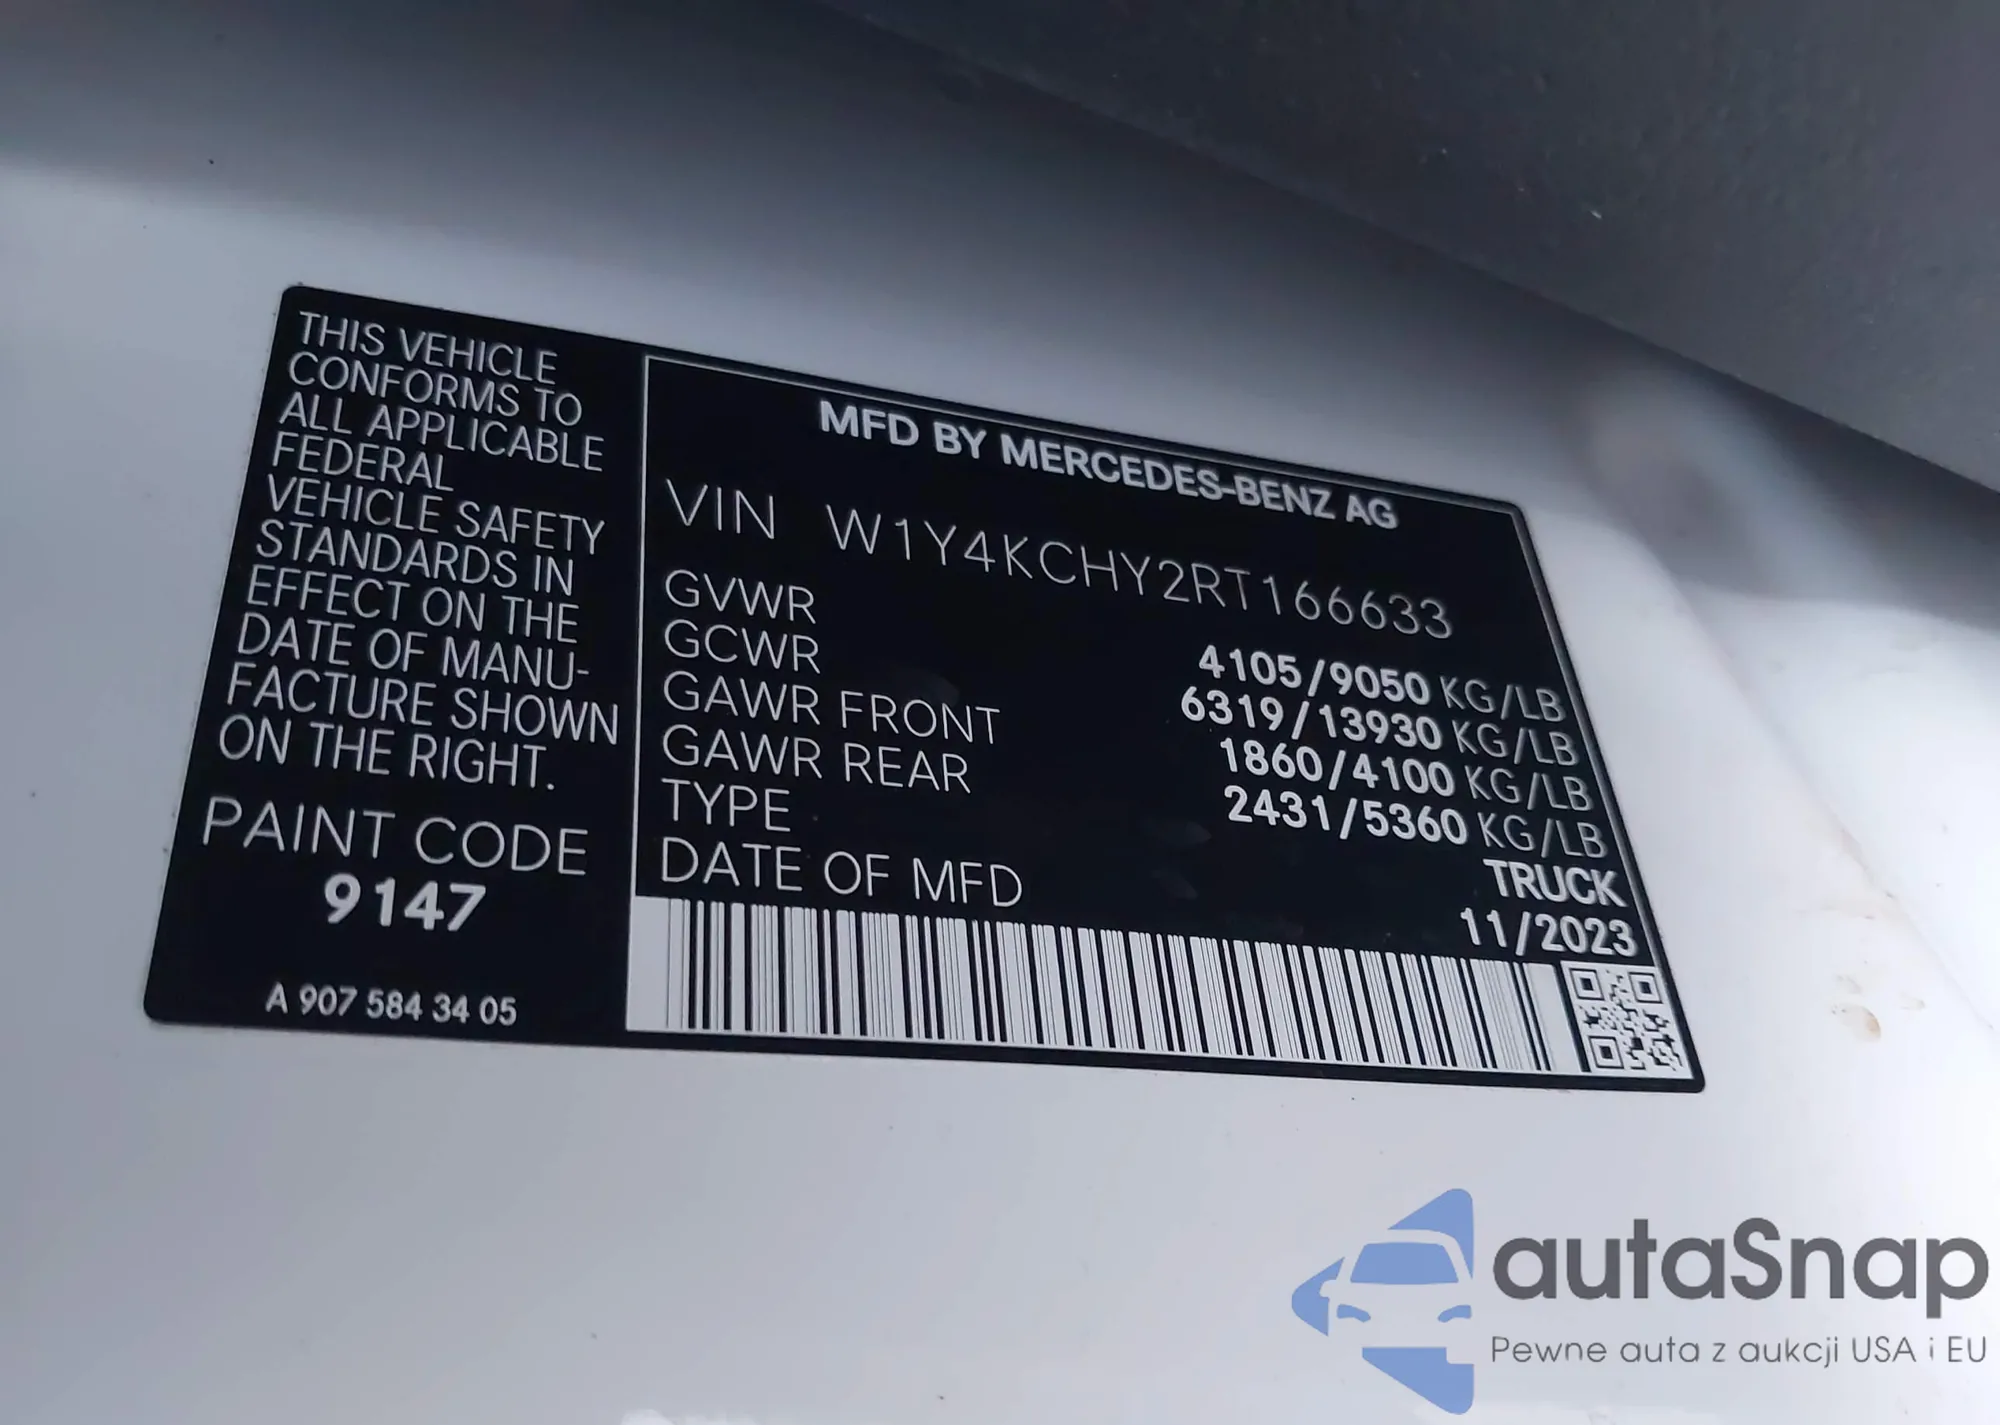 THIS VEHICLE
CONFORMS TO
ALL APPLICABLE
FEDERAL
VEHICLE SAFETY
STANDARDS IN
EFFECT ON THE
DATE OF MANU-
FACTURE SHOWN
ON THE RIGHT.
PAINT CODE
9147
A 907 584 34 05
MFD BY MERCEDES-BENZ AG
VIN W1Y4KCHY2RT166633
GVWR 4105/9050 KG/LB
GCWR 6319/13930 KG/LB
GAWR FRONT 1860/4100 KG/LB
GAWR REAR 2431/5360 KG/LB
TYPE TRUCK
DATE OF MFD 11/2023
autaSnap
Pewne auta z aukcji USA i EU